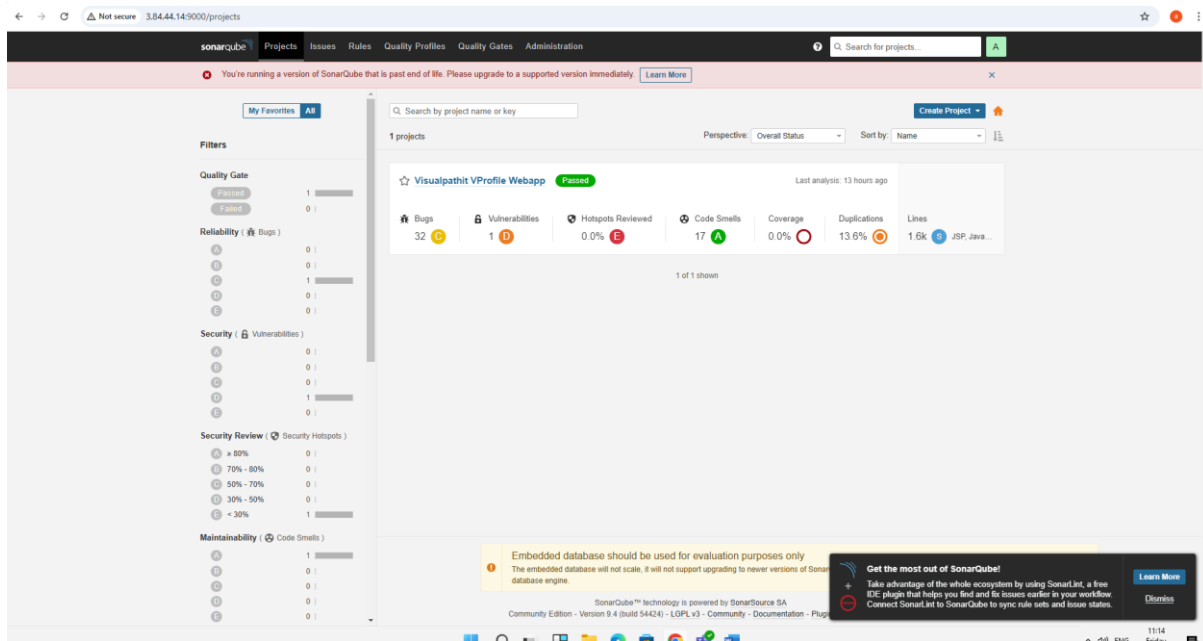 Not secure 3.84.44.14:9000/projects
sonarqube Projects Issues Rules Quality Profiles Quality Gates Administration Search for projects... A
You're running a version of SonarQube that is past end of life. Please upgrade to a supported version immediately. Learn More
My Favorites All
Search by project name or key
Create Project
1 projects
Perspective: Overall Status Sort by: Name
Filters
Quality Gate
Passed 1
Failed 0
Reliability ( Bugs )
A 0
B 0
C 1
D 0
E 0
Security ( Vulnerabilities )
A 0
B 0
C 0
D 1
E 0
Security Review ( Security Hotspots )
A ≥ 80% 0
B 70% - 80% 0
C 50% - 70% 0
D 30% - 50% 0
E < 30% 1
Maintainability ( Code Smells )
A 1
B 0
C 0
D 0
E 0
Visualpathit VProfile Webapp Passed Last analysis: 13 hours ago
Bugs Vulnerabilities Hotspots Reviewed Code Smells Coverage Duplications Lines
32 C 1 D 0.0% E 17 A 0.0% 13.6% 1.6k S JSP, Java...
1 of 1 shown
Embedded database should be used for evaluation purposes only
The embedded database will not scale, it will not support upgrading to newer versions of Sonar
database engine.
SonarQube™ technology is powered by SonarSource SA
Community Edition - Version 9.4 (build 54424) - LGPL v3 - Community - Documentation - Plugi
Get the most out of SonarQube!
Take advantage of the whole ecosystem by using SonarLint, a free
IDE plugin that helps you find and fix issues earlier in your workflow.
Connect SonarLint to SonarQube to sync rule sets and issue states.
Learn More
Dismiss
11:14
ENG Friday